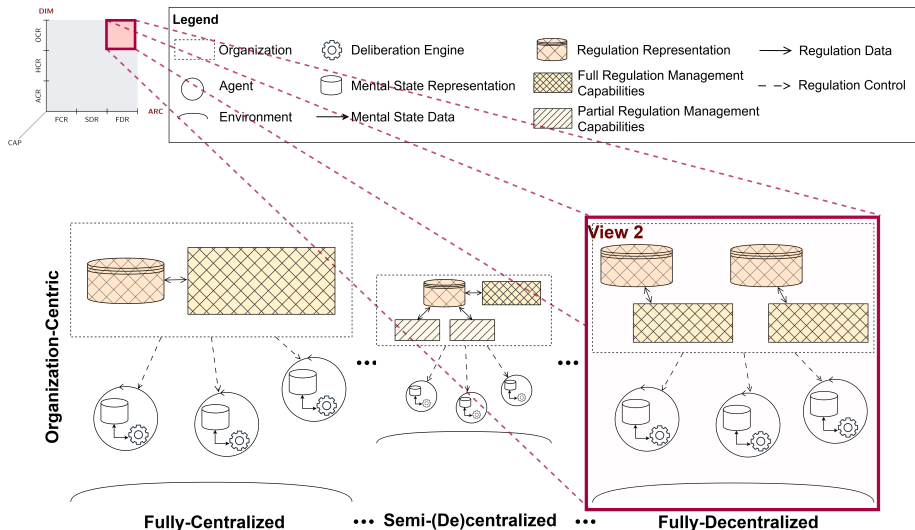 DIM
OCR
HCR
ACR
FCR
SDR
FDR
ARC
CAP
Legend
Organization
Deliberation Engine
Regulation Representation
Regulation Data
Agent
Mental State Representation
Full Regulation Management
Capabilities
Regulation Control
Environment
Mental State Data
Partial Regulation Management
Capabilities
View 2
Organization-Centric
•••
•••
Fully-Centralized
•••
Semi-(De)centralized
•••
Fully-Decentralized